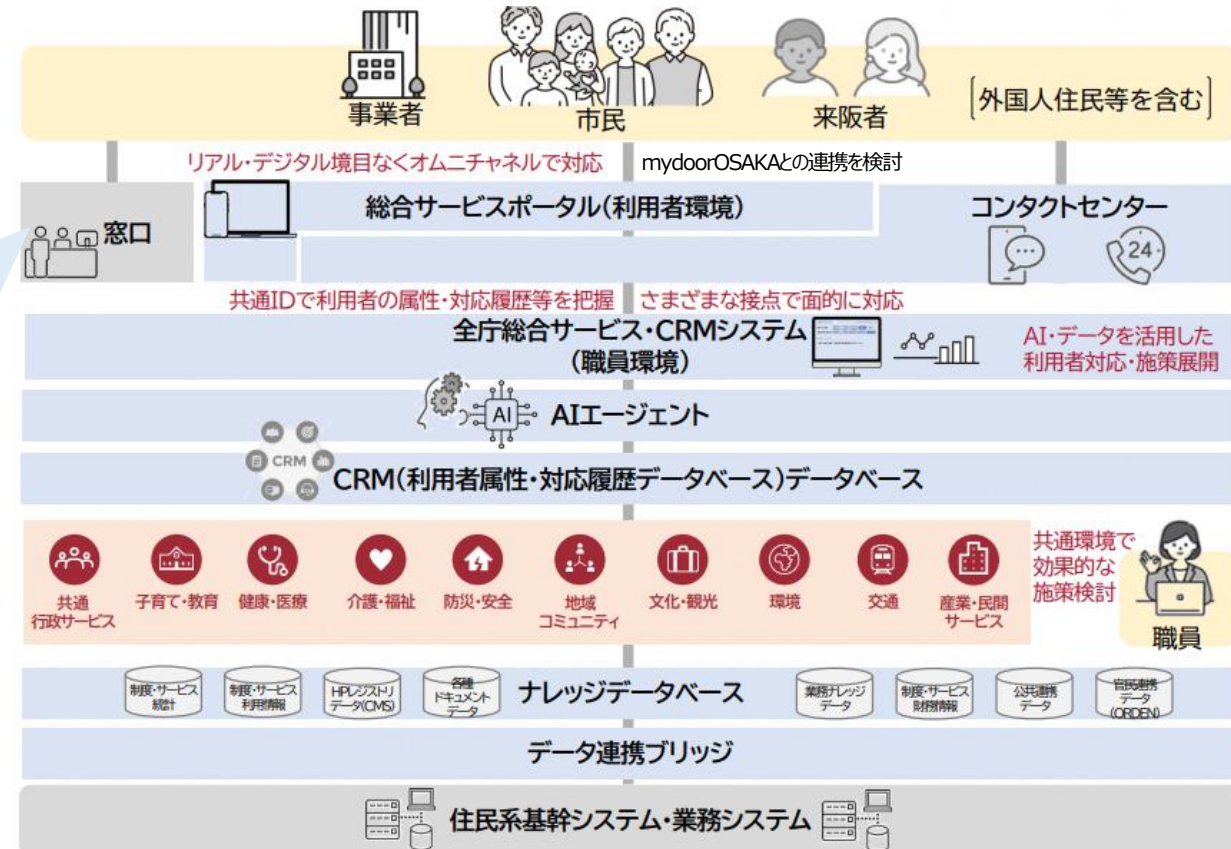 事業者
市民
来阪者
[外国人住民等を含む]
リアル・デジタル境目なくオムニチャネルで対応
mydoorOSAKAとの連携を検討
窓口
総合サービスポータル(利用者環境)
コンタクトセンター
24
共通IDで利用者の属性・対応履歴等を把握
さまざまな接点で面的に対応
全庁総合サービス・CRMシステム
(職員環境)
AI・データを活用した
利用者対応・施策展開
AI
AIエージェント
CRM
CRM(利用者属性・対応履歴データベース)データベース
共通
行政サービス
子育て・教育
健康・医療
介護・福祉
防災・安全
地域
コミュニティ
文化・観光
環境
交通
産業・民間
サービス
共通環境で
効果的な
施策検討
職員
制度・サービス
統計
制度・サービス
利用情報
HPレジストリ
データ(CMS)
各種
ドキュメント
データ
ナレッジデータベース
業務ナレッジ
データ
制度・サービス
財務情報
公共連携
データ
官民連携
データ
(ORDEN)
データ連携ブリッジ
住民系基幹システム・業務システム